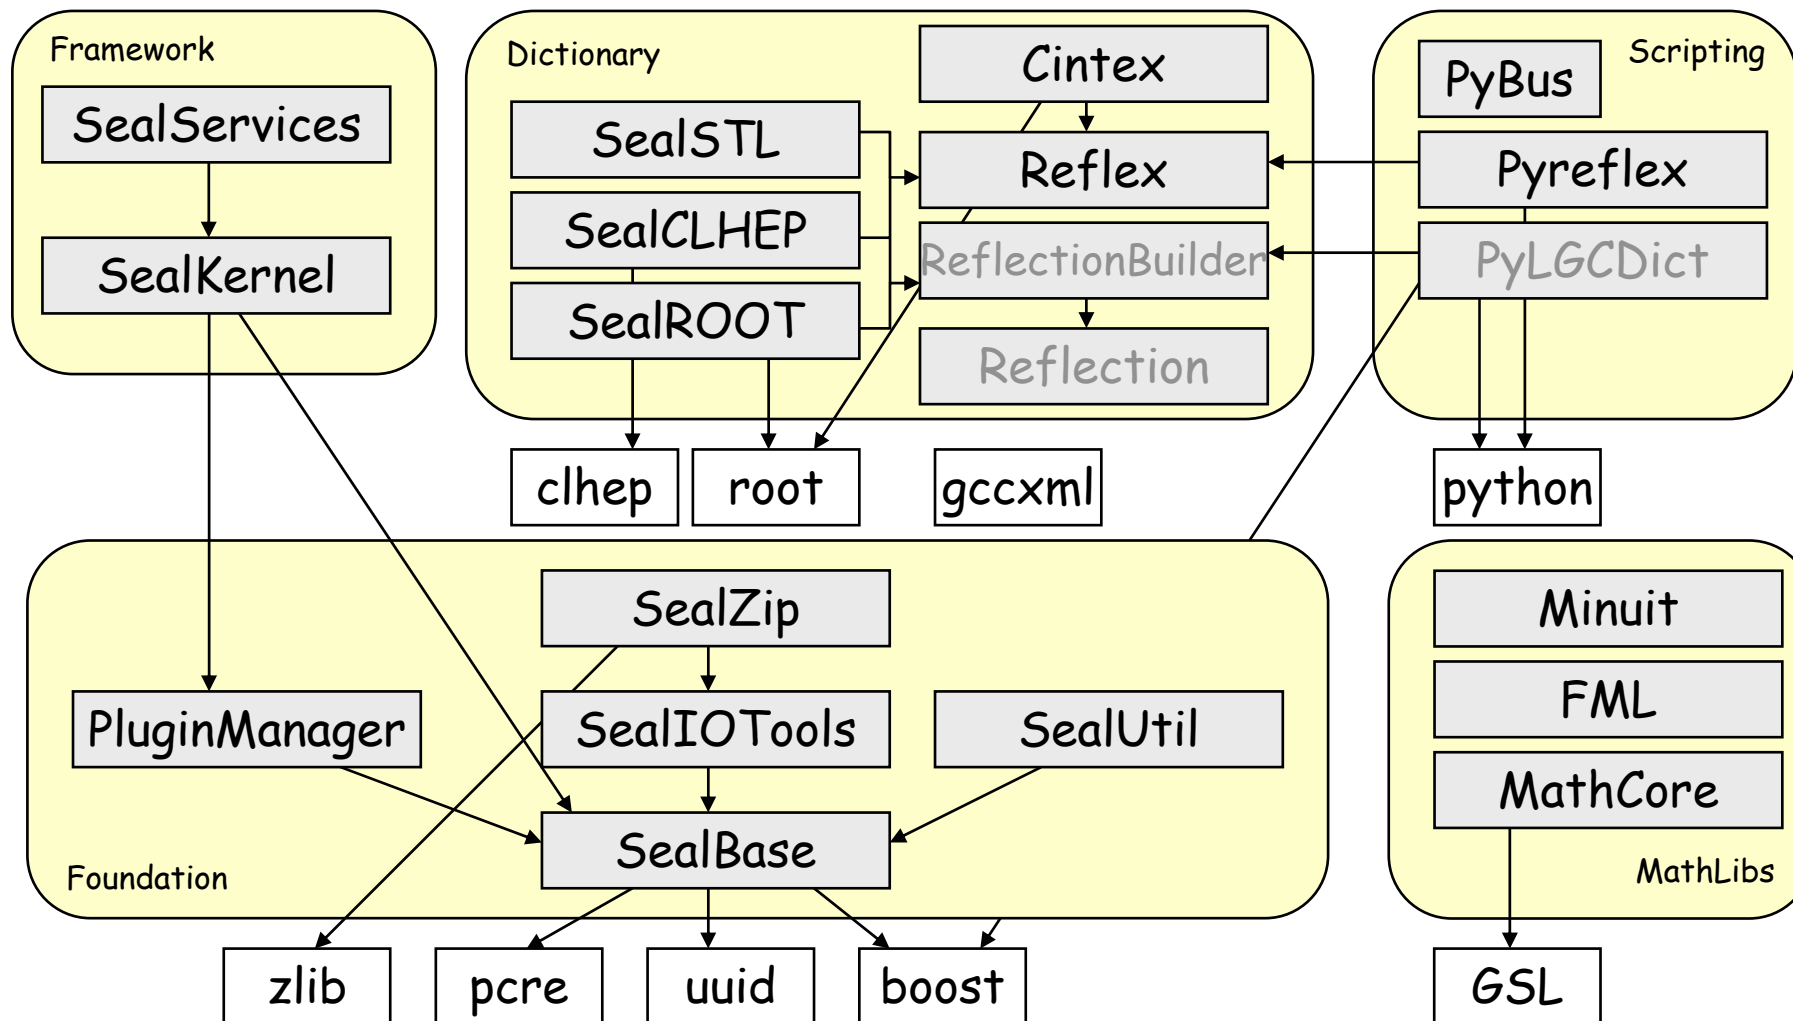 Framework
SealServices
SealKernel
Dictionary
Cintex
SealSTL
Reflex
SealCLHEP
ReflectionBuilder
SealROOT
Reflection
Scripting
PyBus
Pyreflex
PyLGCDict
clhep
root
gccxml
python
SealZip
PluginManager
SealIOTools
SealUtil
SealBase
Foundation
Minuit
FML
MathCore
MathLibs
zlib
pcre
uuid
boost
GSL